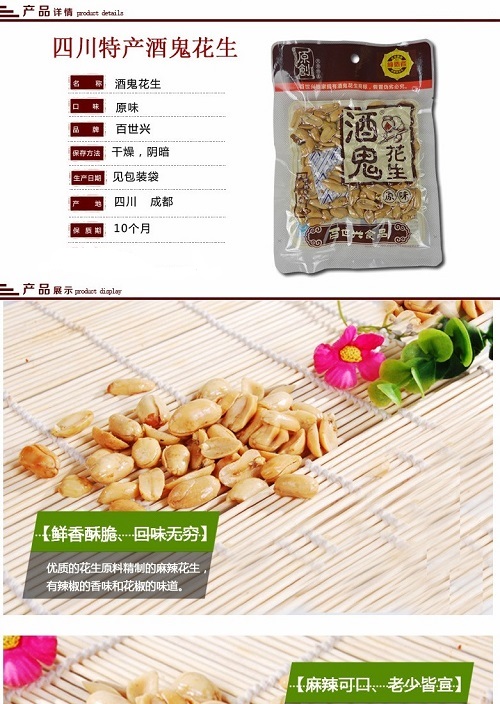 产品详情 product details
四川特产酒鬼花生
名 称 酒鬼花生
口 味 原味
品 牌 百世兴
保存方法 干燥，阴暗
生产日期 见包装袋
产 地 四川 成都
保 质 期 10个月
原创
酒鬼
花生
原味
百世兴食品
产品展示 product display
【鲜香酥脆、回味无穷】
优质的花生原料精制的麻辣花生，
有辣椒的香味和花椒的味道。
【麻辣可口、老少皆宜】